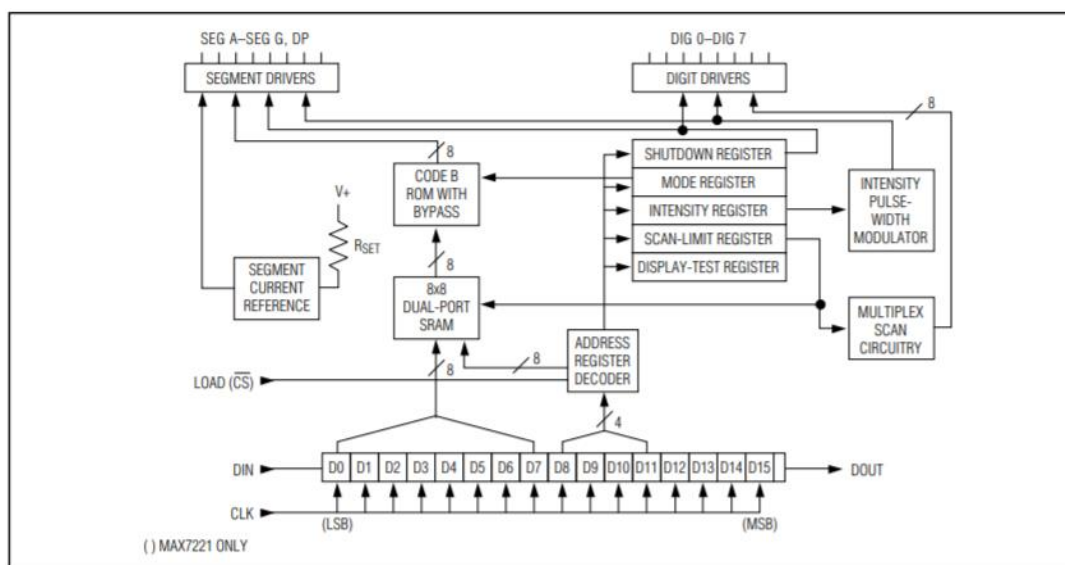 SEG A–SEG G, DP
DIG 0–DIG 7
SEGMENT DRIVERS
DIGIT DRIVERS
8
8
SHUTDOWN REGISTER
MODE REGISTER
INTENSITY REGISTER
SCAN-LIMIT REGISTER
DISPLAY-TEST REGISTER
CODE B
ROM WITH
BYPASS
INTENSITY
PULSE-
WIDTH
MODULATOR
V+
RSET
8
SEGMENT
CURRENT
REFERENCE
8x8
DUAL-PORT
SRAM
MULTIPLEX
SCAN
CIRCUITRY
ADDRESS
REGISTER
DECODER
8
8
LOAD (C̅S̅)
4
DIN
D0 D1 D2 D3 D4 D5 D6 D7 D8 D9 D10 D11 D12 D13 D14 D15
DOUT
CLK
(LSB)
(MSB)
( ) MAX7221 ONLY